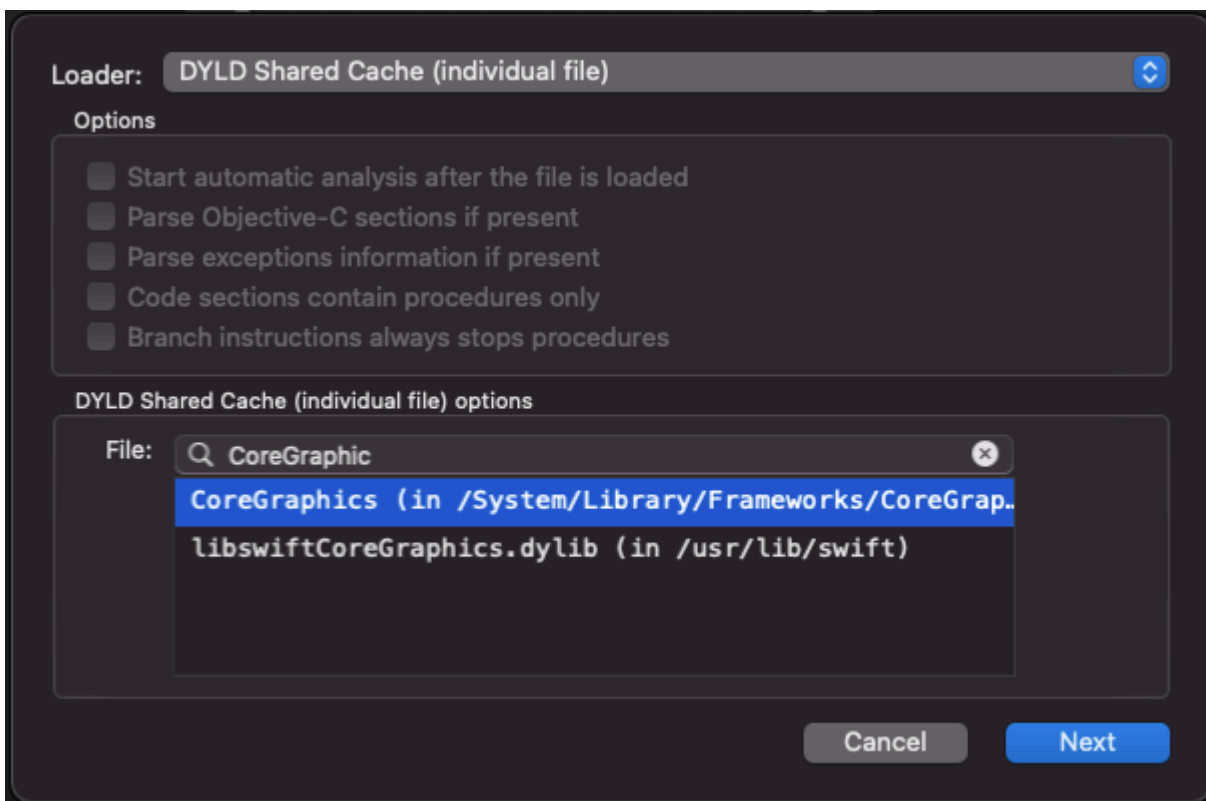 Loader: DYLD Shared Cache (individual file)
Options
Start automatic analysis after the file is loaded
Parse Objective-C sections if present
Parse exceptions information if present
Code sections contain procedures only
Branch instructions always stops procedures
DYLD Shared Cache (individual file) options
File: CoreGraphic
CoreGraphics (in /System/Library/Frameworks/CoreGrap…
libswiftCoreGraphics.dylib (in /usr/lib/swift)
Cancel Next